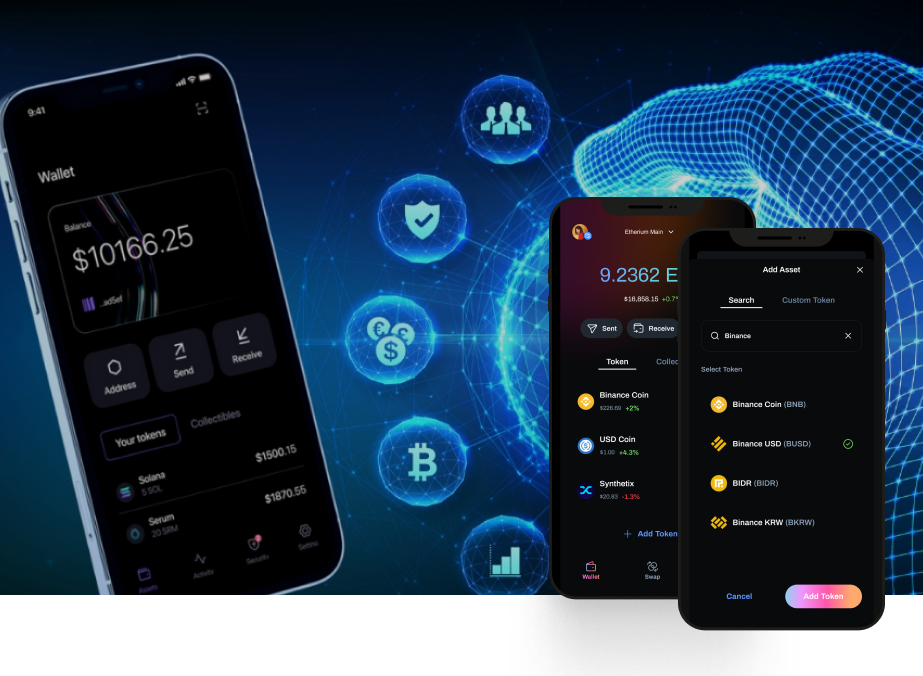 9:41
Wallet
Balance
$10166.25
Address
Send
Receive
Your tokens
Collectibles
Solana
5 SOL
$1500.15
Serum
20 SRM
$1870.55
Assets
Activity
Security
€
€
$
Etherium Main
9.2362 E
$16,858.15 +0.7
Sent
Receive
Token
Collec
Binance Coin
$226.69 +2%
USD Coin
$1.00 +4.3%
Synthetix
$20.83 -1.3%
+ Add Token
Wallet
Swap
Add Asset
Search
Custom Token
Binance
Select Token
Binance Coin (BNB)
Binance USD (BUSD)
BIDR (BIDR)
Binance KRW (BKRW)
Cancel
Add Token